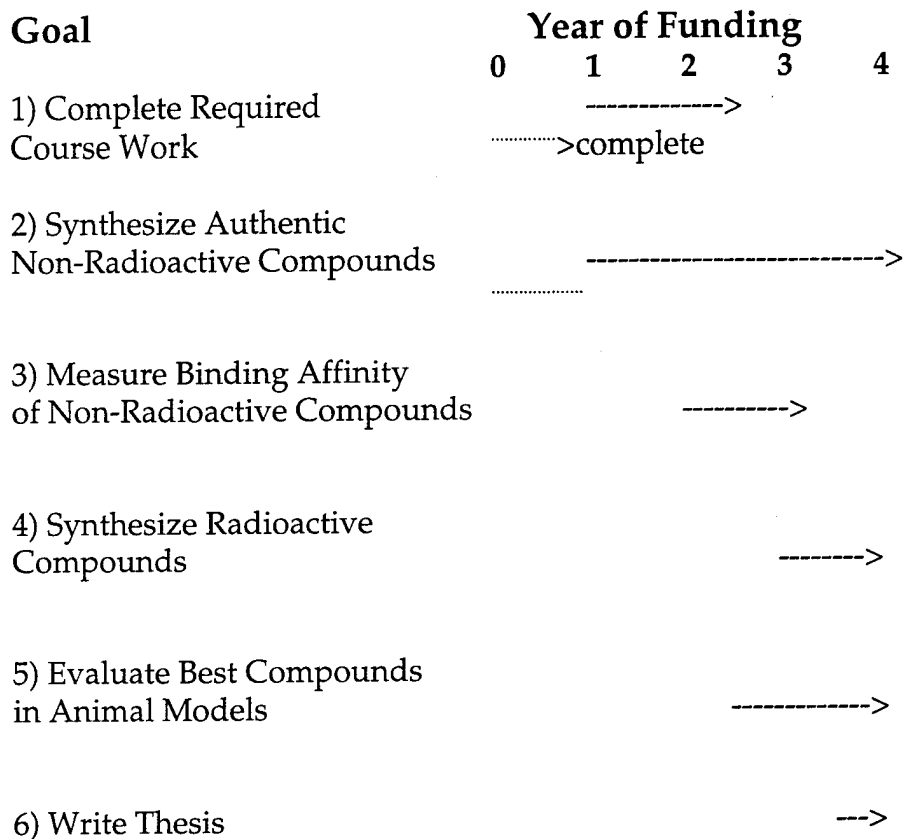 Goal Year of Funding
0 1 2 3 4
1) Complete Required ------------->
Course Work .............>complete
2) Synthesize Authentic
Non-Radioactive Compounds ---------------------------->
...................
3) Measure Binding Affinity
of Non-Radioactive Compounds ---------->
4) Synthesize Radioactive
Compounds -------->
5) Evaluate Best Compounds
in Animal Models ------------->
6) Write Thesis --->